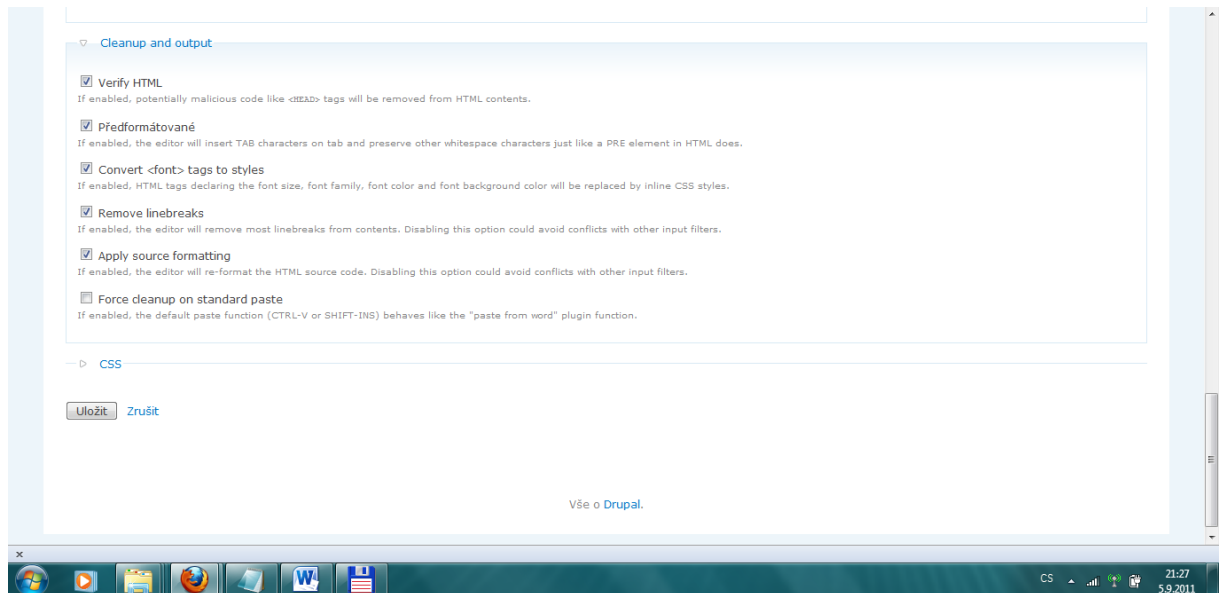 Cleanup and output
Verify HTML
If enabled, potentially malicious code like <HEAD> tags will be removed from HTML contents.
Předformátované
If enabled, the editor will insert TAB characters on tab and preserve other whitespace characters just like a PRE element in HTML does.
Convert <font> tags to styles
If enabled, HTML tags declaring the font size, font family, font color and font background color will be replaced by inline CSS styles.
Remove linebreaks
If enabled, the editor will remove most linebreaks from contents. Disabling this option could avoid conflicts with other input filters.
Apply source formatting
If enabled, the editor will re-format the HTML source code. Disabling this option could avoid conflicts with other input filters.
Force cleanup on standard paste
If enabled, the default paste function (CTRL-V or SHIFT-INS) behaves like the "paste from word" plugin function.
CSS
Uložit Zrušit
Vše o Drupal.
CS 21:27
5.9.2011